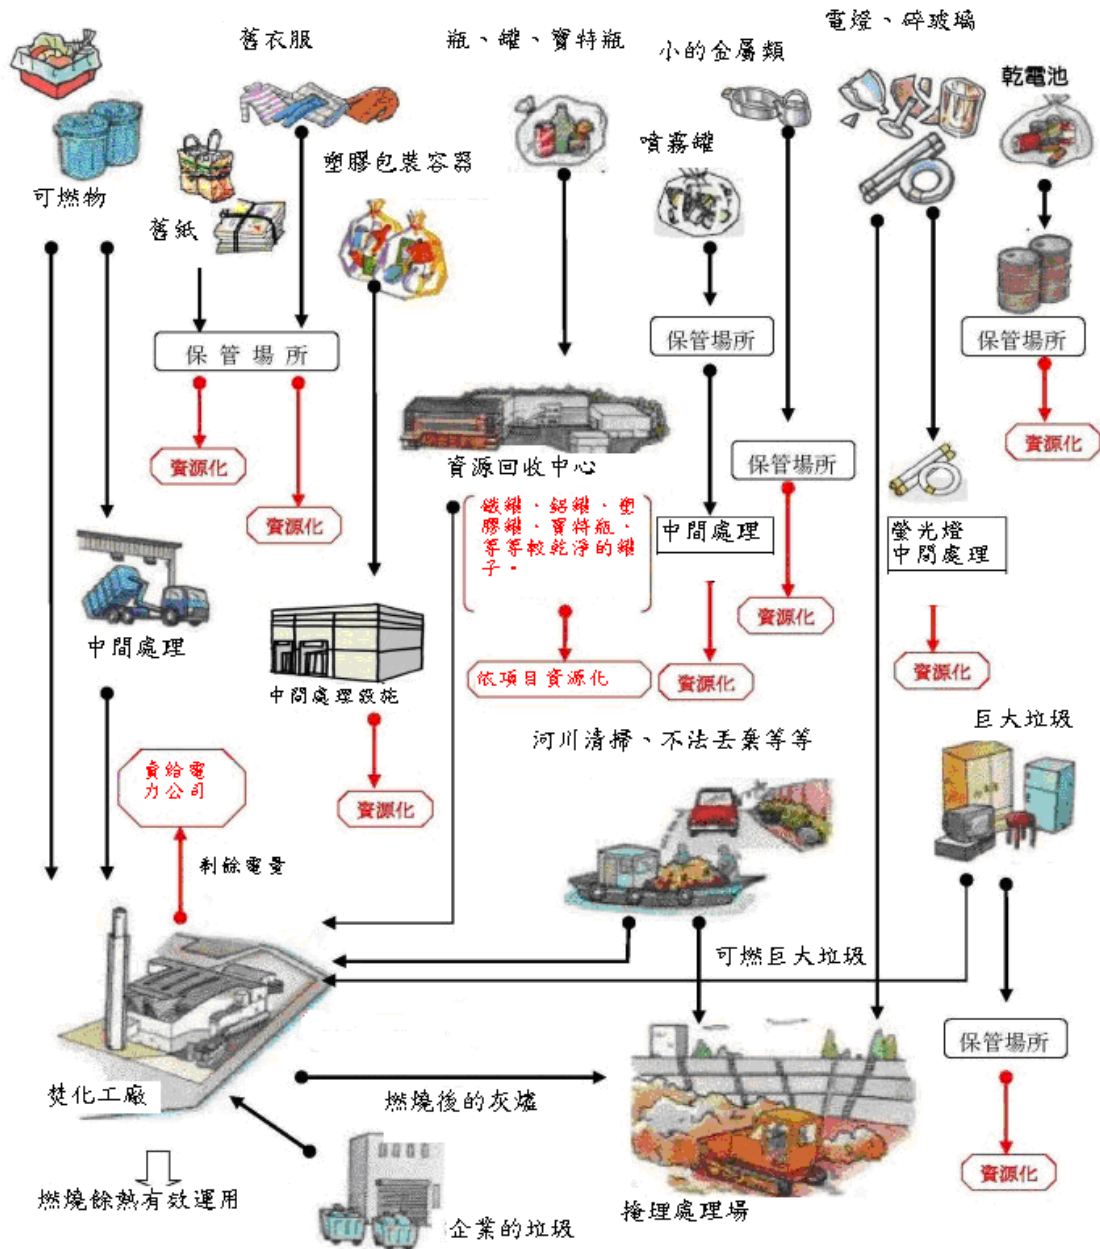 舊衣服
瓶、罐、寶特瓶
小的金屬類
電燈、碎玻璃
乾電池
可燃物
舊紙
塑膠包裝容器
噴霧罐
保管場所
保管場所
保管場所
保管場所
資源化
資源化
資源回收中心
資源化
鐵罐、鋁罐、塑
膠罐、寶特瓶、
等等較乾淨的罐
子。
中間處理
螢光燈
中間處理
中間處理
中間處理設施
資源化
依項目資源化
資源化
資源化
賣給電
力公司
資源化
河川清掃、不法丟棄等等
巨大垃圾
剩餘電量
可燃巨大垃圾
保管場所
焚化工廠
燃燒後的灰燼
資源化
燃燒餘熱有效運用
企業的垃圾
掩埋處理場